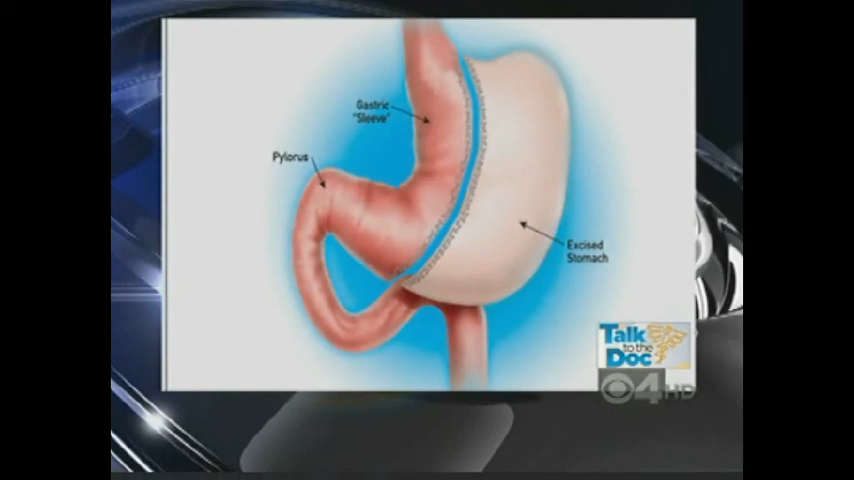 Gastric
"Sleeve"
Pylorus
Excised
Stomach
Talk
to the
Doc
4HD